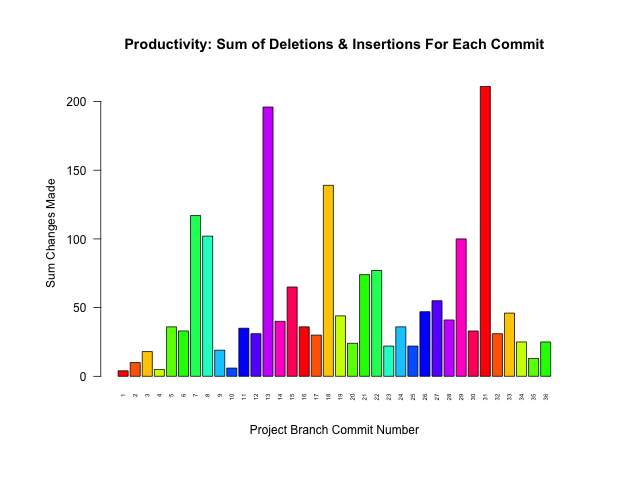 Productivity: Sum of Deletions & Insertions For Each Commit
Sum Changes Made
200
150
100
50
0
1 2 3 4 5 6 7 8 9 10 11 12 13 14 15 16 17 18 19 20 21 22 23 24 25 26 27 28 29 30 31 32 33 34 35 36
Project Branch Commit Number